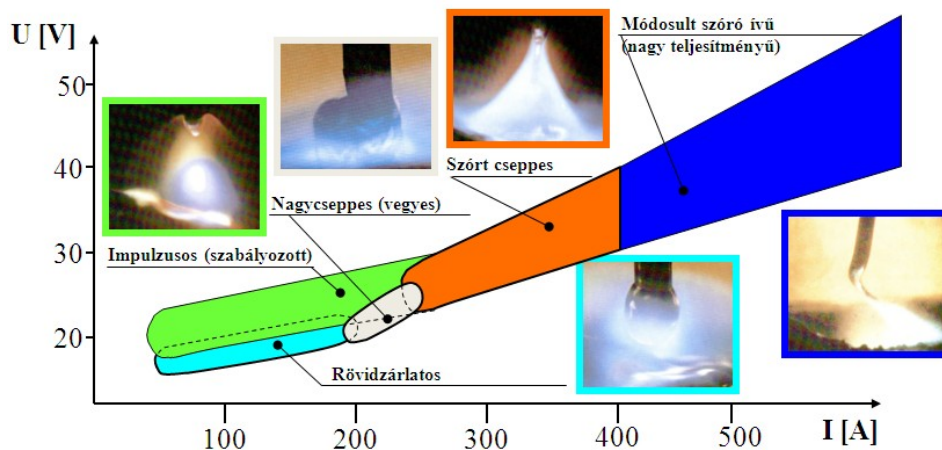 U [V]
Módosult szóró ívű
(nagy teljesítményű)
50
40
Szórt cseppes
Nagycseppes (vegyes)
30
Impulzusos (szabályozott)
20
Rövidzárlatos
100
200
300
400
500
I [A]